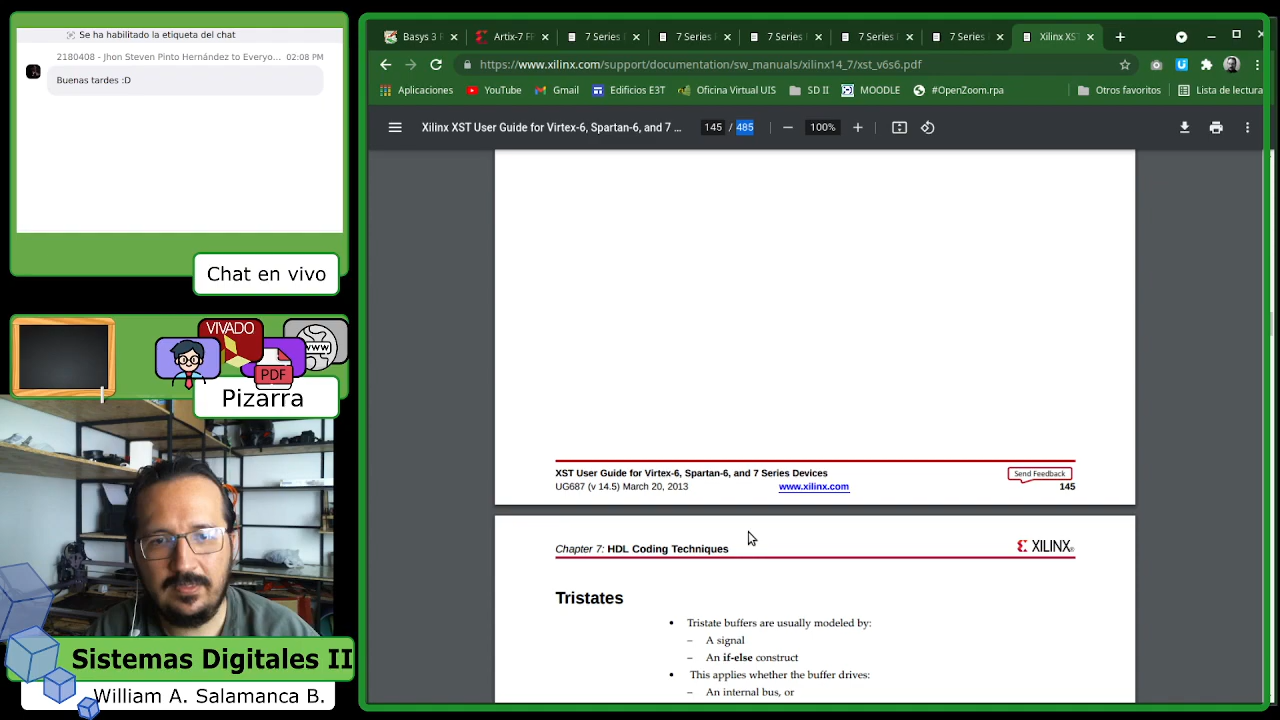 Se ha habilitado la etiqueta del chat
2180408 - Jhon Steven Pinto Hernández to Everyo... 02:08 PM
Buenas tardes :D
Chat en vivo
VIVADO
WWW
PDF
Pizarra
Sistemas Digitales II
William A. Salamanca B.
Basys 3 R
Artix-7 FP
7 Series
7 Series
7 Series
7 Series
7 Series
Xilinx XS
https://www.xilinx.com/support/documentation/sw_manuals/xilinx14_7/xst_v6s6.pdf
Aplicaciones
YouTube
Gmail
Edificios E3T
Oficina Virtual UIS
SD II
MOODLE
#OpenZoom.rpa
Otros favoritos
Lista de lectura
Xilinx XST User Guide for Virtex-6, Spartan-6, and 7 ...
145 / 485
100%
XST User Guide for Virtex-6, Spartan-6, and 7 Series Devices
Send Feedback
UG687 (v 14.5) March 20, 2013
www.xilinx.com
145
Chapter 7: HDL Coding Techniques
XILINX®
Tristates
• Tristate buffers are usually modeled by:
– A signal
– An if-else construct
• This applies whether the buffer drives:
– An internal bus, or